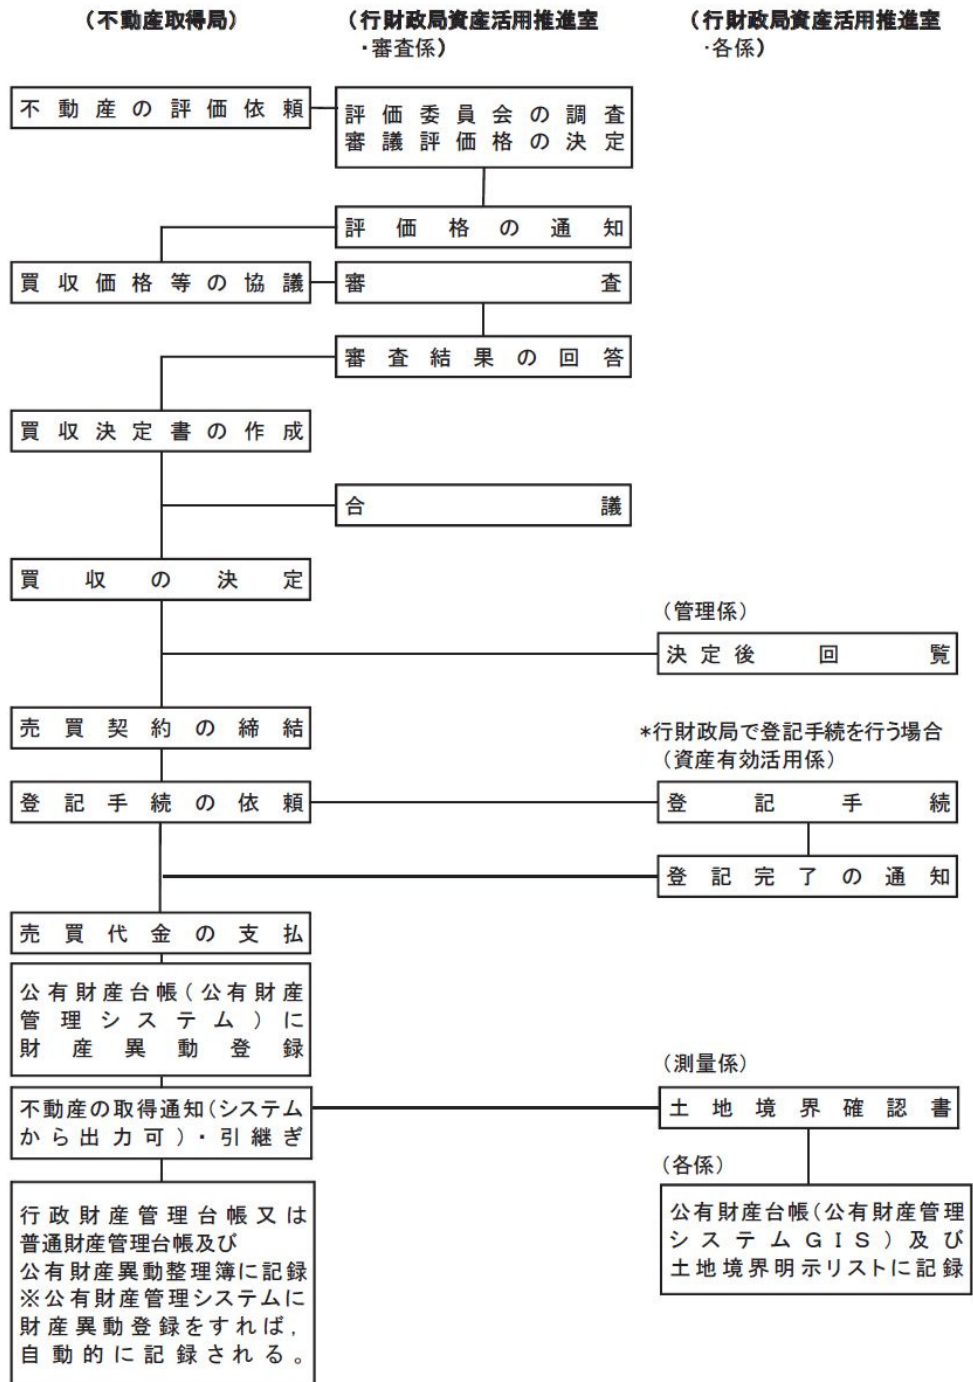 （不動産取得局）
（行財政局資産活用推進室
・審査係）
（行財政局資産活用推進室
・各係）
不動産の評価依頼
評価委員会の調査
審議評価格の決定
評価格の通知
買収価格等の協議
審査
審査結果の回答
買収決定書の作成
合議
買収の決定
（管理係）
決定後回覧
売買契約の締結
*行財政局で登記手続を行う場合
（資産有効活用係）
登記手続の依頼
登記手続
登記完了の通知
売買代金の支払
公有財産台帳(公有財産
管理システム)に
財産異動登録
（測量係）
不動産の取得通知(システム
から出力可)・引継ぎ
土地境界確認書
（各係）
行政財産管理台帳又は
普通財産管理台帳及び
公有財産異動整理簿に記録
※公有財産管理システムに
財産異動登録をすれば，
自動的に記録される。
公有財産台帳(公有財産管理
システムＧＩＳ)及び
土地境界明示リストに記録